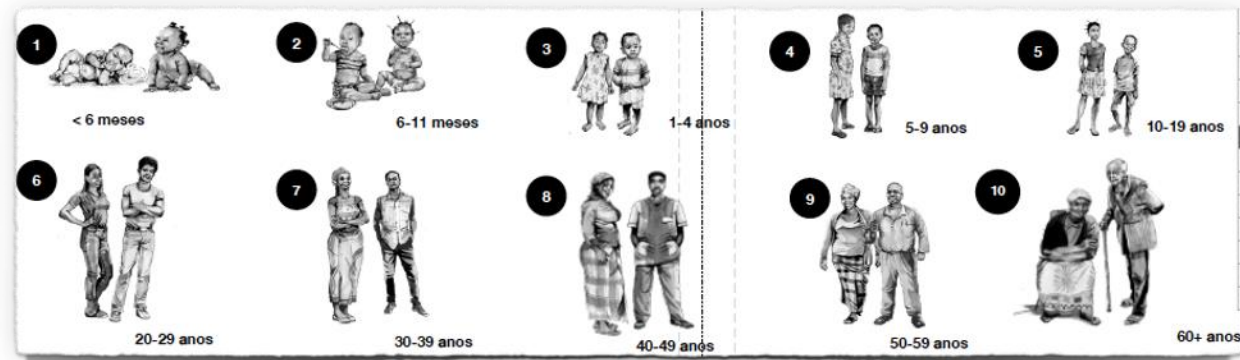 1
< 6 meses
2
6-11 meses
3
1-4 anos
4
5-9 anos
5
10-19 anos
6
20-29 anos
7
30-39 anos
8
40-49 anos
9
50-59 anos
10
60+ anos